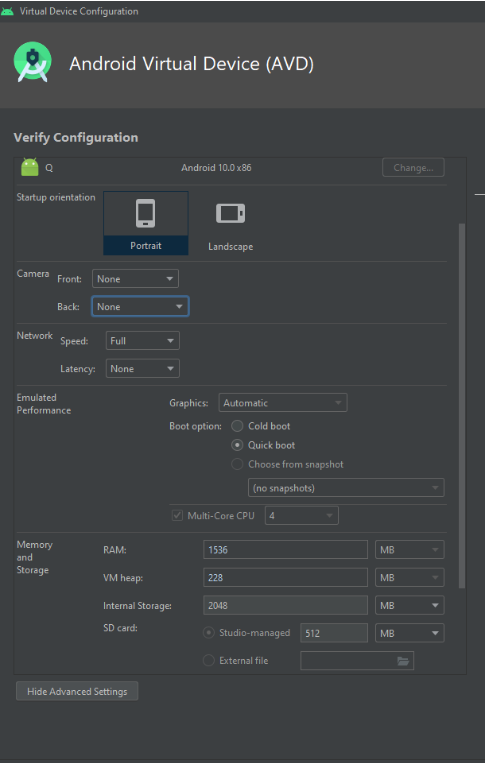 Virtual Device Configuration
Android Virtual Device (AVD)
Verify Configuration
Q Android 10.0 x86 Change...
Startup orientation
Portrait Landscape
Camera Front: None
Back: None
Network Speed: Full
Latency: None
Emulated
Performance
Graphics: Automatic
Boot option: Cold boot
Quick boot
Choose from snapshot
(no snapshots)
Multi-Core CPU 4
Memory
and
Storage
RAM: 1536 MB
VM heap: 228 MB
Internal Storage: 2048 MB
SD card: Studio-managed 512 MB
External file
Hide Advanced Settings